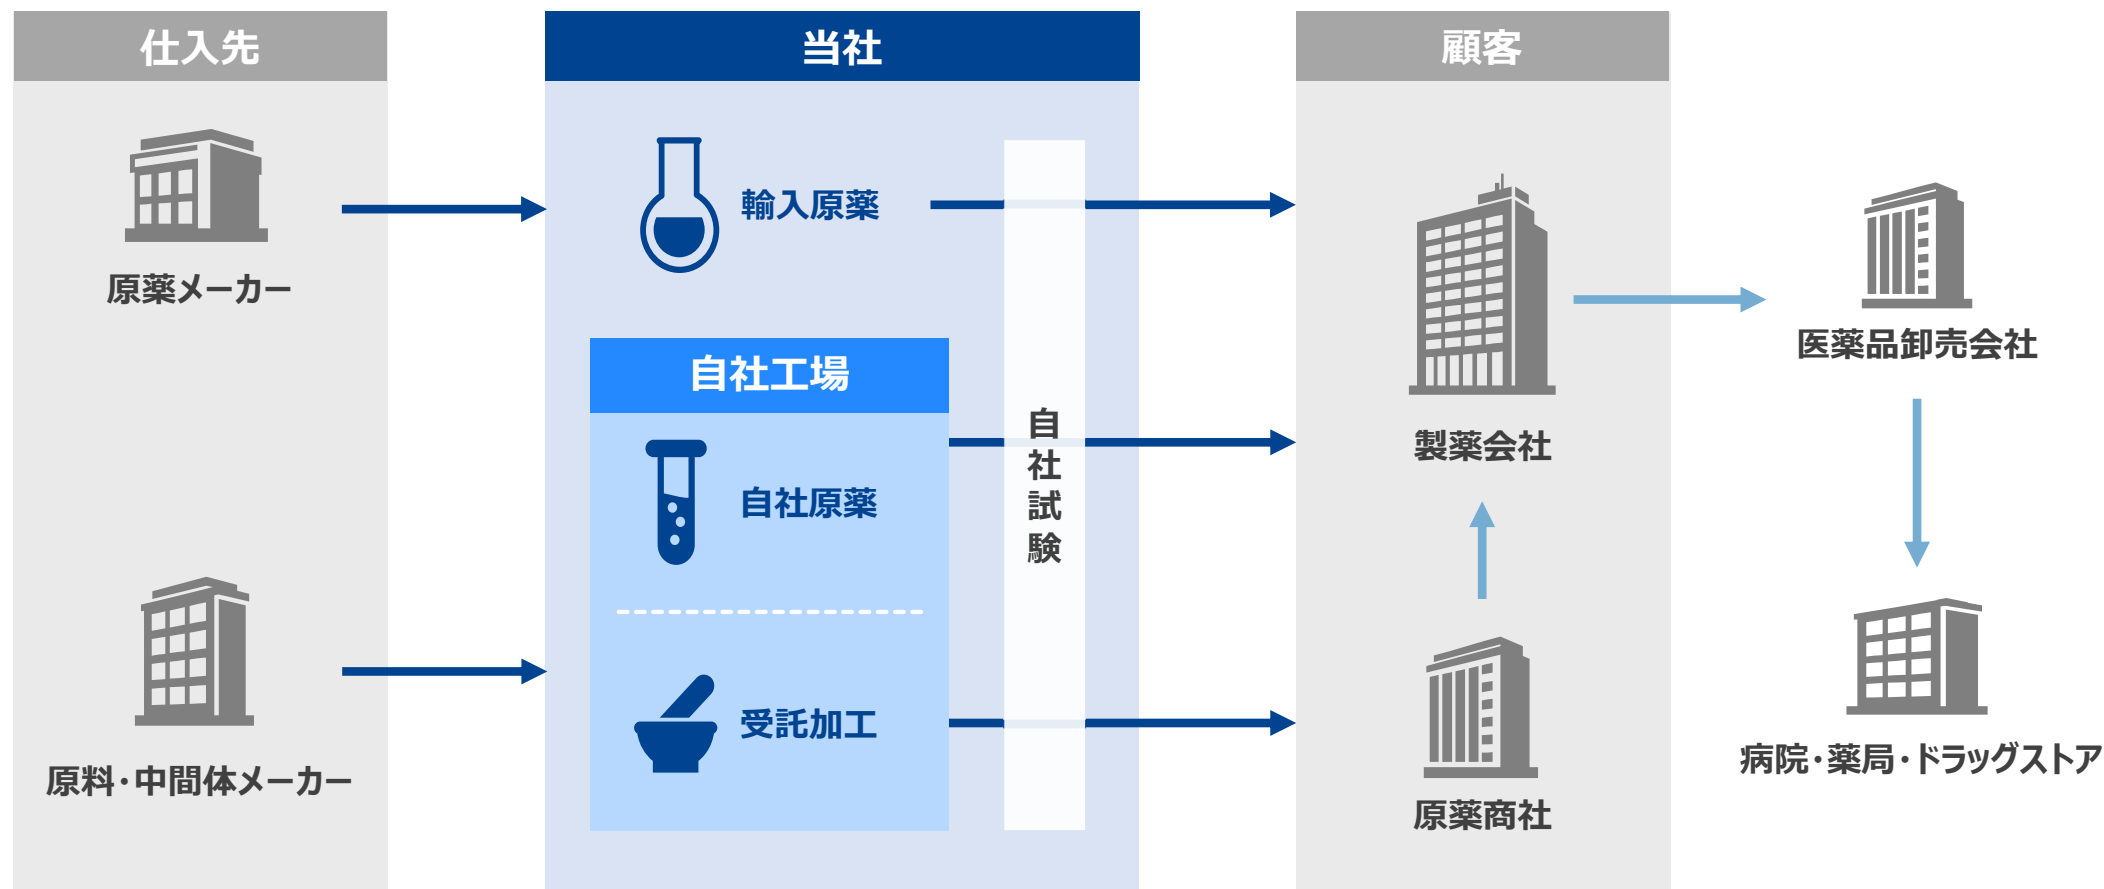 仕入先
原薬メーカー
原料・中間体メーカー
当社
輸入原薬
自社工場
自社原薬
受託加工
自社試験
顧客
製薬会社
原薬商社
医薬品卸売会社
病院・薬局・ドラッグストア